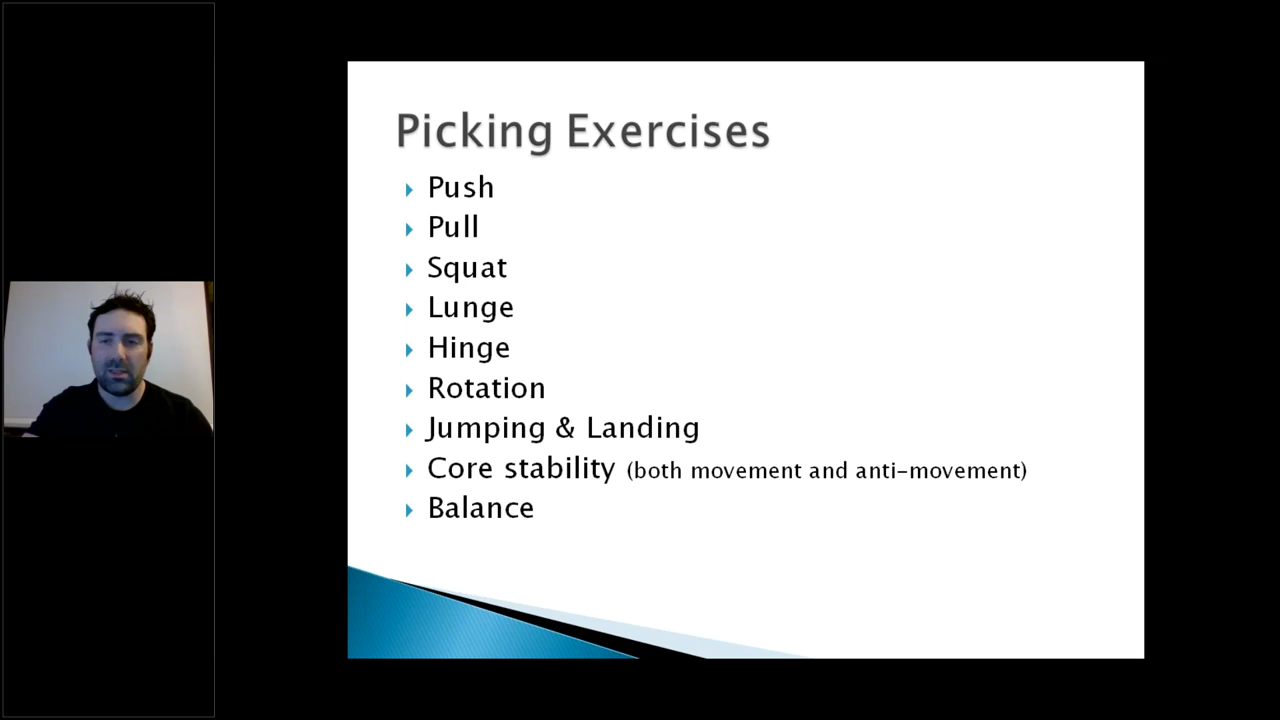 Picking Exercises
Push
Pull
Squat
Lunge
Hinge
Rotation
Jumping & Landing
Core stability (both movement and anti-movement)
Balance